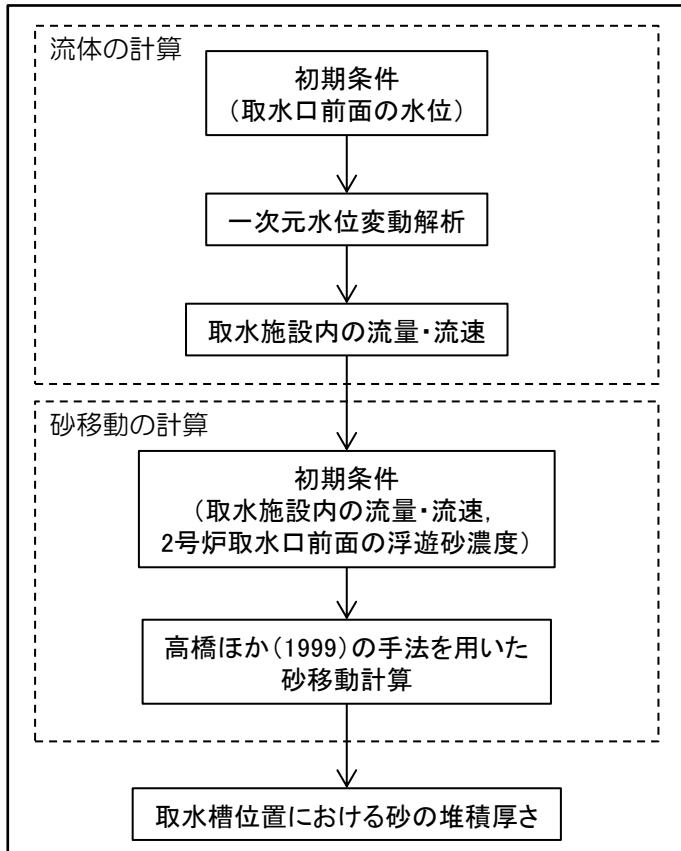 流体の計算
初期条件
（取水口前面の水位）
一次元水位変動解析
取水施設内の流量・流速
砂移動の計算
初期条件
（取水施設内の流量・流速，
2号炉取水口前面の浮遊砂濃度）
高橋ほか（1999）の手法を用いた
砂移動計算
取水槽位置における砂の堆積厚さ